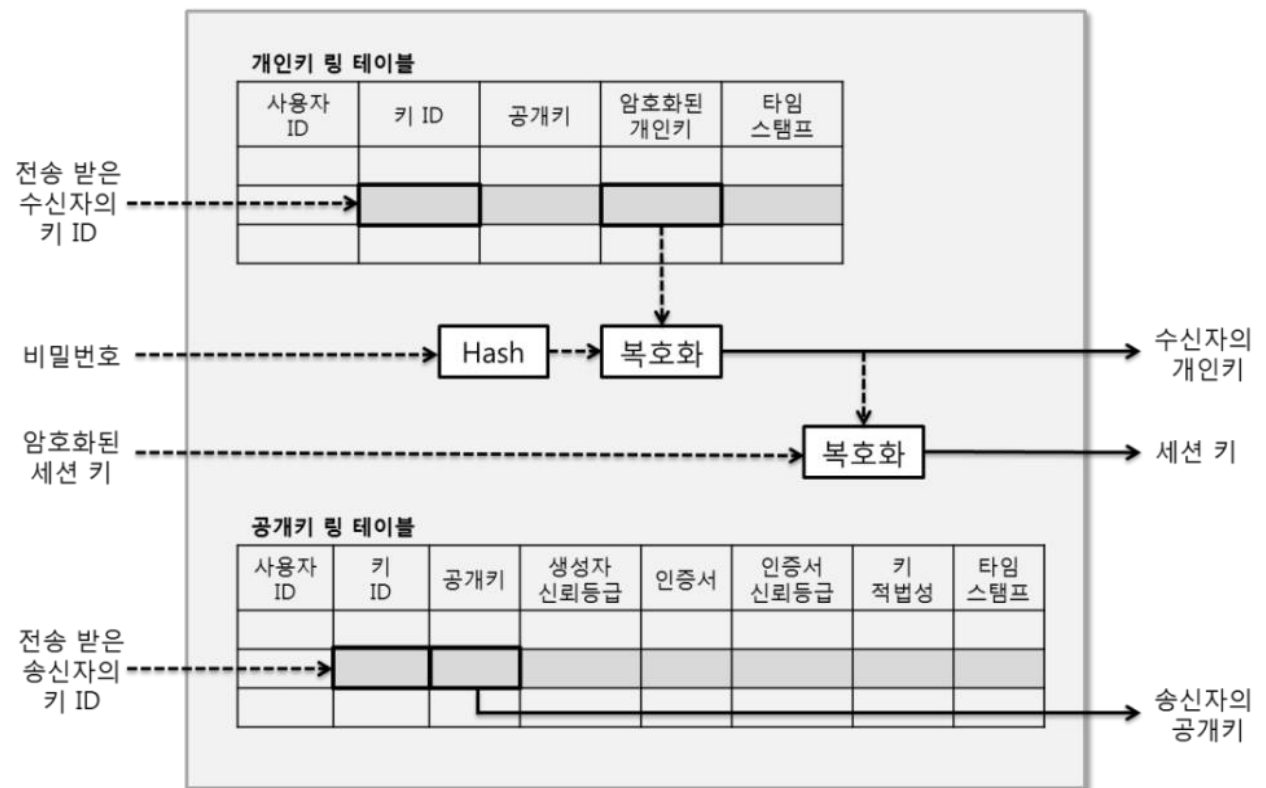 개인키 링 테이블
사용자
ID
키 ID
공개키
암호화된
개인키
타임
스탬프
전송 받은
수신자의
키 ID
비밀번호
Hash
복호화
수신자의
개인키
암호화된
세션 키
복호화
세션 키
공개키 링 테이블
사용자
ID
키
ID
공개키
생성자
신뢰등급
인증서
인증서
신뢰등급
키
적법성
타임
스탬프
전송 받은
송신자의
키 ID
송신자의
공개키